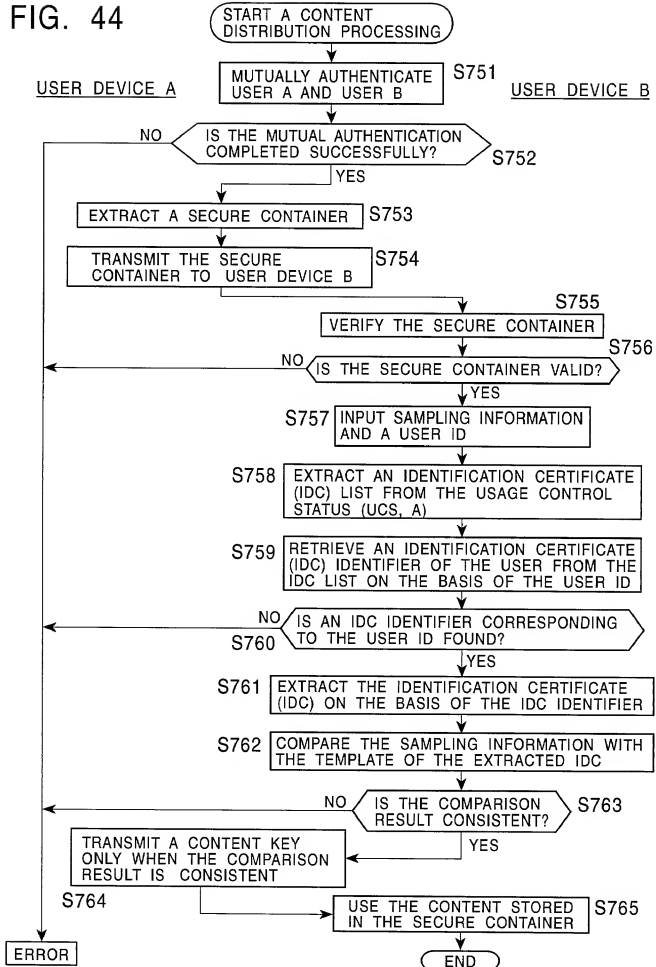 FIG. 44
START A CONTENT
DISTRIBUTION PROCESSING
USER DEVICE A
MUTUALLY AUTHENTICATE
USER A AND USER B
S751
USER DEVICE B
NO
IS THE MUTUAL AUTHENTICATION
COMPLETED SUCCESSFULLY?
S752
YES
EXTRACT A SECURE CONTAINER
S753
TRANSMIT THE SECURE
CONTAINER TO USER DEVICE B
S754
S755
VERIFY THE SECURE CONTAINER
S756
NO
IS THE SECURE CONTAINER VALID?
YES
S757
INPUT SAMPLING INFORMATION
AND A USER iD
S758
EXTRACT AN IDENTIFICATION CERTIFICATE
(IDC) LIST FROM THE USAGE CONTROL
STATUS (UCS, A)
S759
RETRIEVE AN IDENTIFICATION CERTIFICATE
(IDC) IDENTIFIER OF THE USER FROM THE
IDC LIST ON THE BASIS OF THE USER ID
NO
S760
IS AN IDC IDENTIFIER CORRESPONDING
TO THE USER ID FOUND?
YES
S761
EXTRACT THE IDENTIFICATION CERTIFICATE
(IDC) ON THE BASIS OF THE IDC IDENTIFIER
S762
COMPARE THE SAMPLING INFORMATION WITH
THE TEMPLATE OF THE EXTRACTED IDC
NO
IS THE COMPARISON
RESULT CONSISTENT?
S763
YES
TRANSMIT A CONTENT KEY
ONLY WHEN THE COMPARISON
RESULT IS CONSISTENT
S764
USE THE CONTENT STORED
IN THE SECURE CONTAINER
S765
ERROR
END